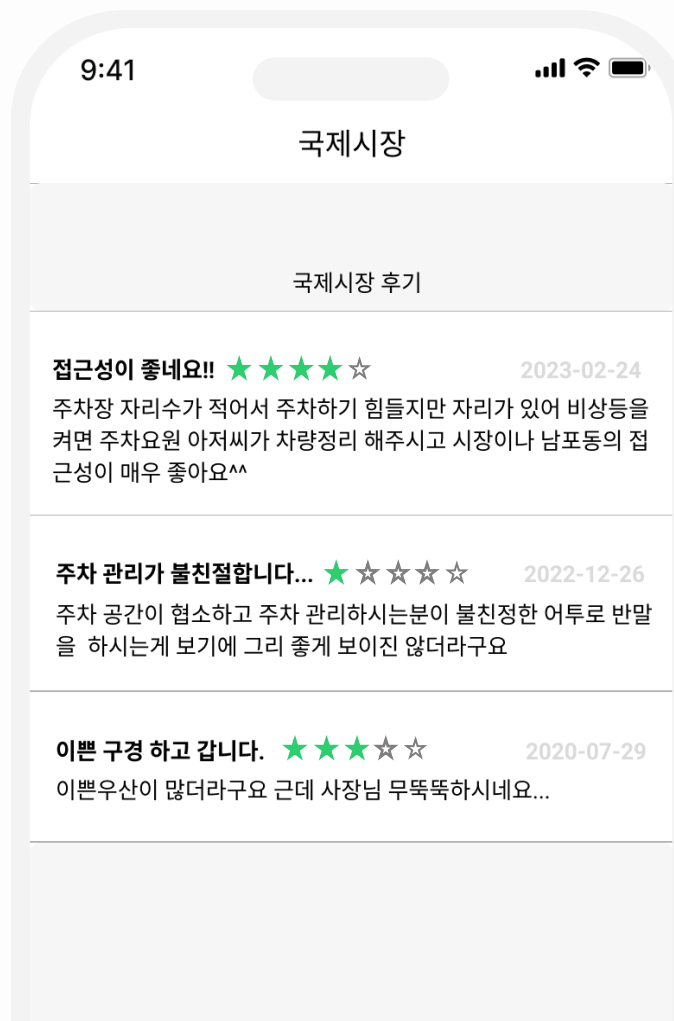 9:41
국제시장
국제시장 후기
접근성이 좋네요!! ★★★★☆ 2023-02-24
주차장 자리수가 적어서 주차하기 힘들지만 자리가 있어 비상등을
켜면 주차요원 아저씨가 차량정리 해주시고 시장이나 남포동의 접
근성이 매우 좋아요^^
주차 관리가 불친절합니다... ★☆☆☆☆ 2022-12-26
주차 공간이 협소하고 주차 관리하시는분이 불친정한 어투로 반말
을 하시는게 보기에 그리 좋게 보이진 않더라구요
이쁜 구경 하고 갑니다. ★★★☆☆ 2020-07-29
이쁜우산이 많더라구요 근데 사장님 무뚝뚝하시네요...